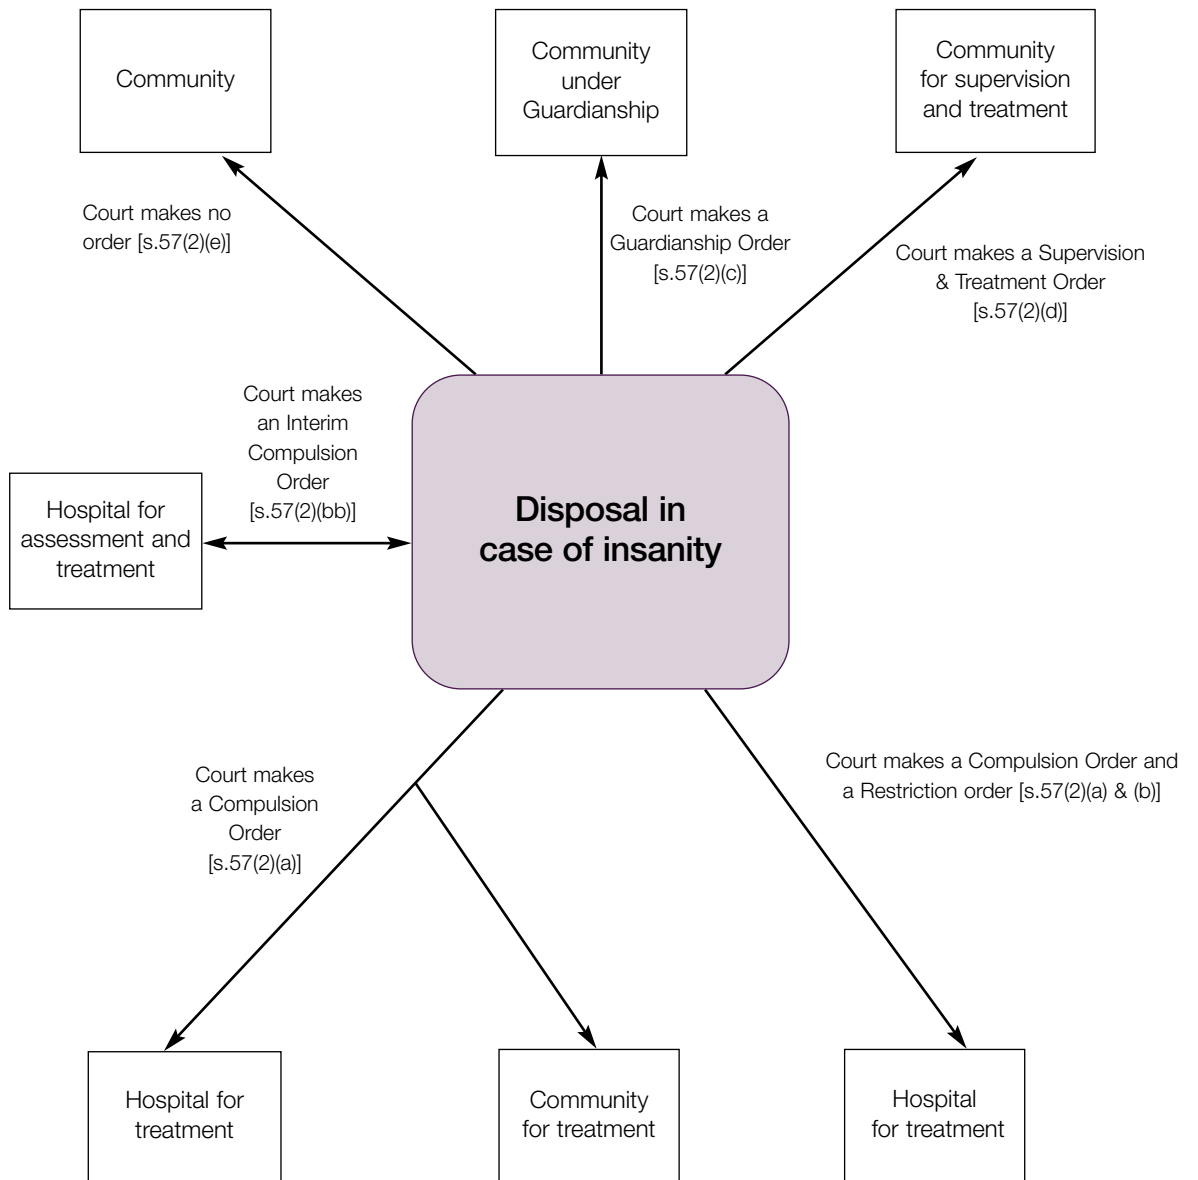 Community
Community
under
Guardianship
Community
for supervision
and treatment
Court makes no
order [s.57(2)(e)]
Court makes a
Guardianship Order
[s.57(2)(c)]
Court makes a Supervision
& Treatment Order
[s.57(2)(d)]
Court makes
an Interim
Compulsion
Order
[s.57(2)(bb)]
Hospital for
assessment and
treatment
Disposal in
case of insanity
Court makes
a Compulsion
Order
[s.57(2)(a)]
Court makes a Compulsion Order and
a Restriction order [s.57(2)(a) & (b)]
Hospital for
treatment
Community
for treatment
Hospital
for treatment